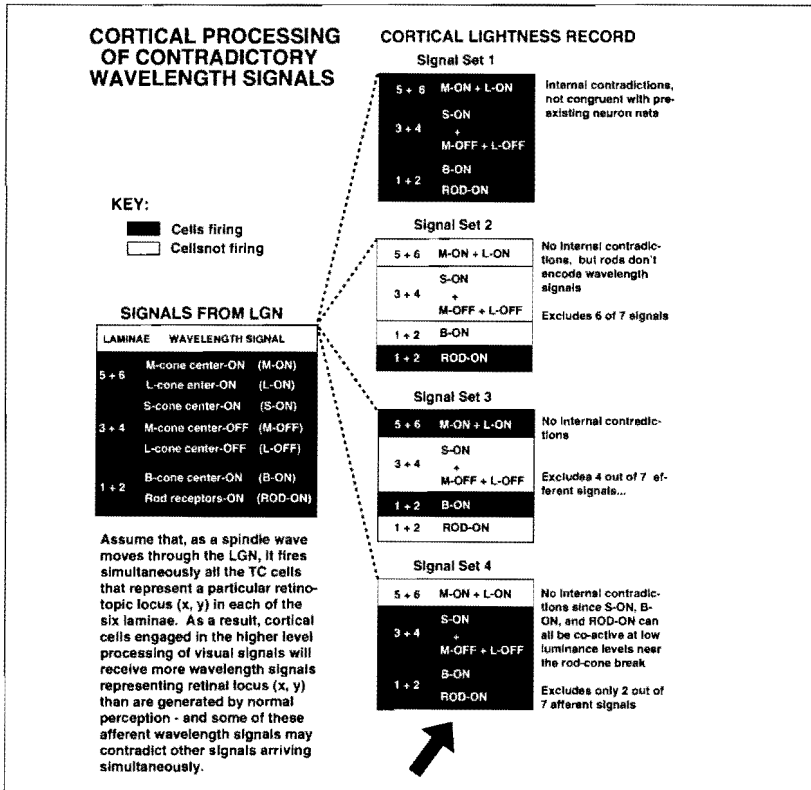 CORTICAL PROCESSING
OF CONTRADICTORY
WAVELENGTH SIGNALS
KEY:
Cells firing
Cellsnot firing
SIGNALS FROM LGN
LAMINAE WAVELENGTH SIGNAL
5 + 6
M-cone center-ON (M-ON)
L-cone enter-ON (L-ON)
S-cone center-ON (S-ON)
3 + 4 M-cone center-OFF (M-OFF)
L-cone center-OFF (L-OFF)
1 + 2
B-cone center-ON (B-ON)
Rod receptors-ON (ROD-ON)
Assume that, as a spindle wave
moves through the LGN, it fires
simultaneously all the TC cells
that represent a particular retino-
topic locus (x, y) in each of the
six laminae. As a result, cortical
cells engaged in the higher level
processing of visual signals will
receive more wavelength signals
representing retinal locus (x, y)
than are generated by normal
perception - and some of these
afferent wavelength signals may
contradict other signals arriving
simultaneously.
CORTICAL LIGHTNESS RECORD
Signal Set 1
5 + 6 M-ON + L-ON
S-ON
3 + 4 +
M-OFF + L-OFF
B-ON
1 + 2
ROD-ON
Internal contradictions,
not congruent with pre-
existing neuron nets
Signal Set 2
5 + 6 M-ON + L-ON
S-ON
3 + 4 +
M-OFF + L-OFF
1 + 2 B-ON
1 + 2 ROD-ON
No internal contradic-
tions, but rods don't
encode wavelength
signals
Excludes 6 of 7 signals
Signal Set 3
5 + 6 M-ON + L-ON
S-ON
3 + 4 +
M-OFF + L-OFF
1 + 2 B-ON
1 + 2 ROD-ON
No internal contredic-
tions
Excludes 4 out of 7 ef-
ferent signals...
Signal Set 4
5 + 6 M-ON + L-ON
S-ON
3 + 4 +
M-OFF + L-OFF
B-ON
1 + 2
ROD-ON
No internal contradic-
tions since S-ON, B-
ON, and ROD-ON can
all be co-active at low
luminance levels near
the rod-cone break
Excludes only 2 out of
7 afferent signals